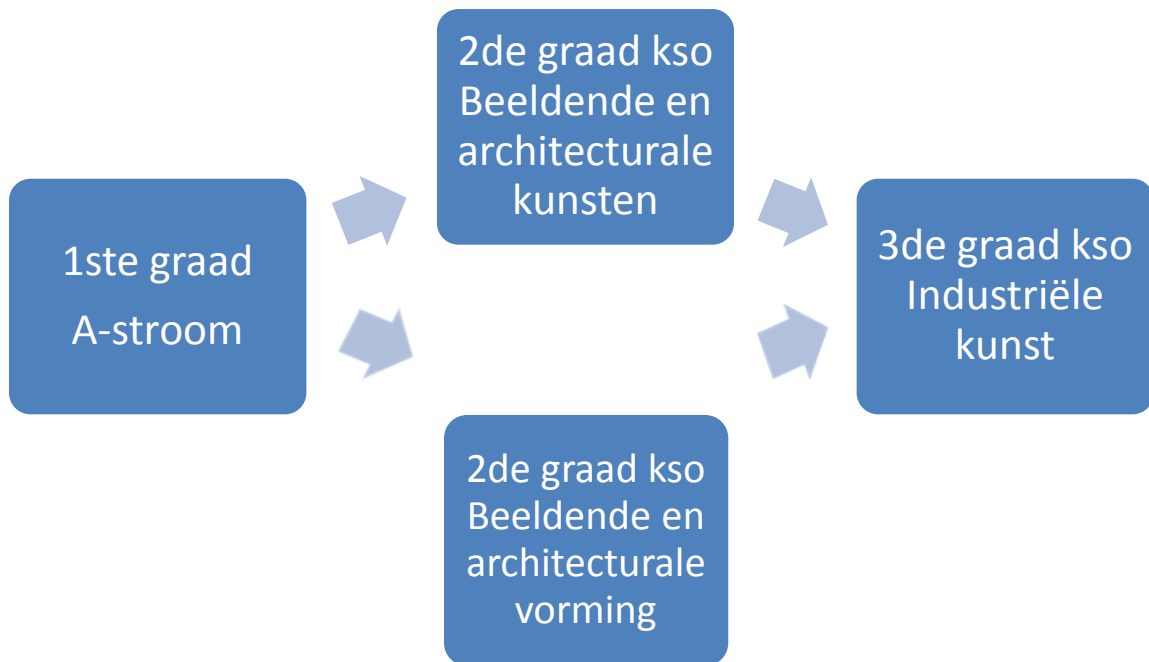 1ste graad
A-stroom
2de graad kso
Beeldende en
architecturale
kunsten
2de graad kso
Beeldende en
architecturale
vorming
3de graad kso
Industriële
kunst